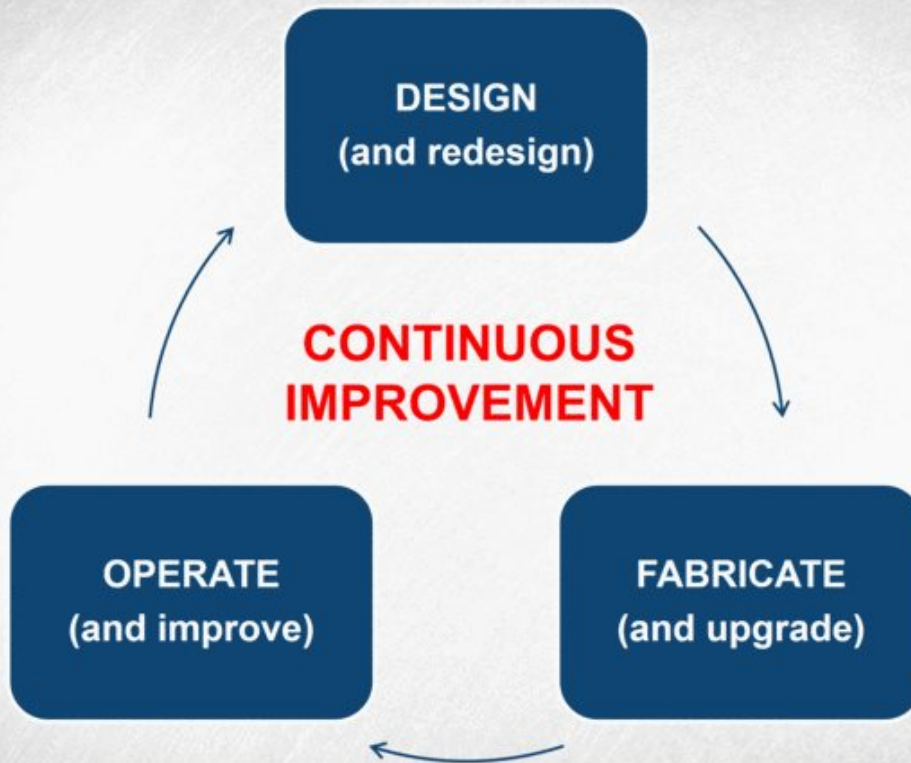 DESIGN
(and redesign)
CONTINUOUS
IMPROVEMENT
OPERATE
(and improve)
FABRICATE
(and upgrade)